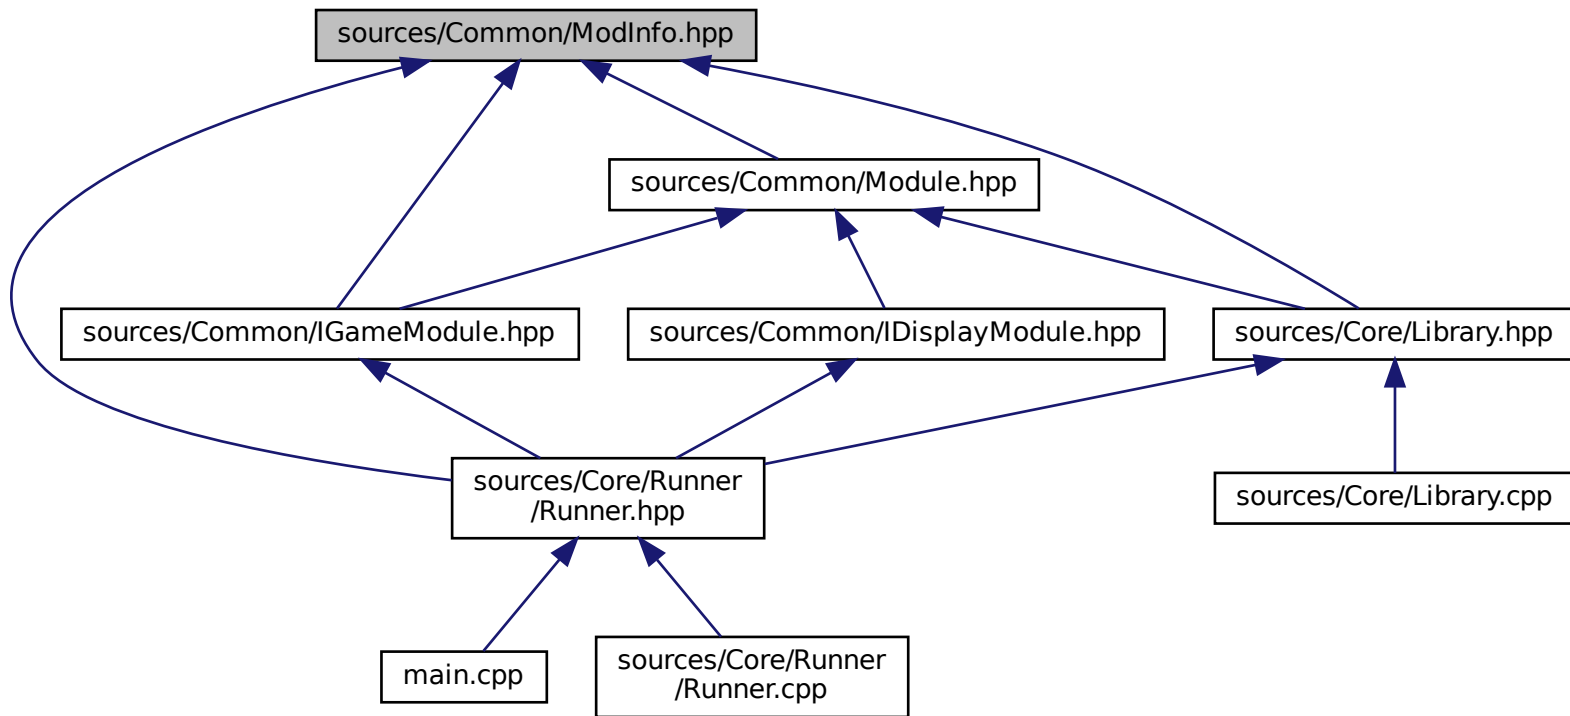 sources/Common/ModInfo.hpp
sources/Common/Module.hpp
sources/Common/IGameModule.hpp
sources/Common/IDisplayModule.hpp
sources/Core/Library.hpp
sources/Core/Runner
/Runner.hpp
sources/Core/Library.cpp
main.cpp
sources/Core/Runner
/Runner.cpp